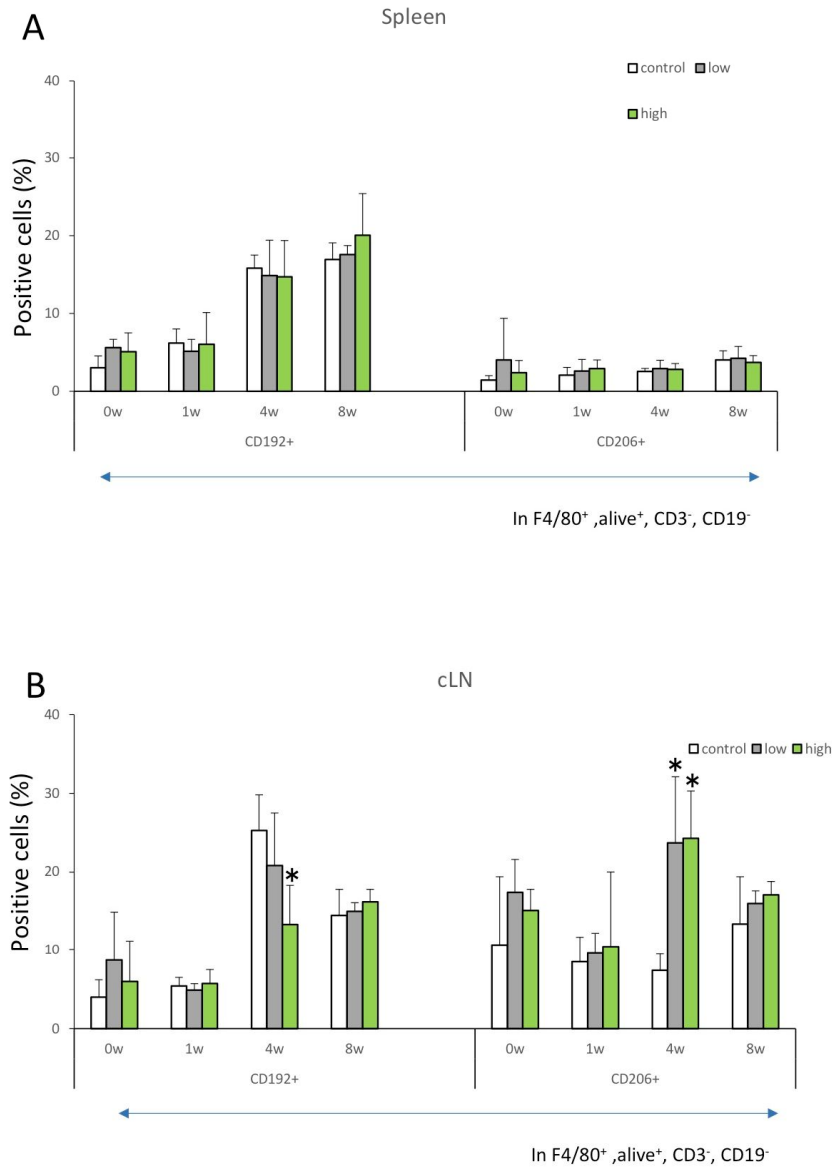 A
Spleen
control low
high
Positive cells (%)
40
30
20
10
0
0w 1w 4w 8w 0w 1w 4w 8w
CD192+ CD206+
In F4/80⁺ ,alive⁺, CD3⁻, CD19⁻
B
cLN
control low high
Positive cells (%)
40
30
20
10
0
* * *
0w 1w 4w 8w 0w 1w 4w 8w
CD192+ CD206+
In F4/80⁺ ,alive⁺, CD3⁻, CD19⁻